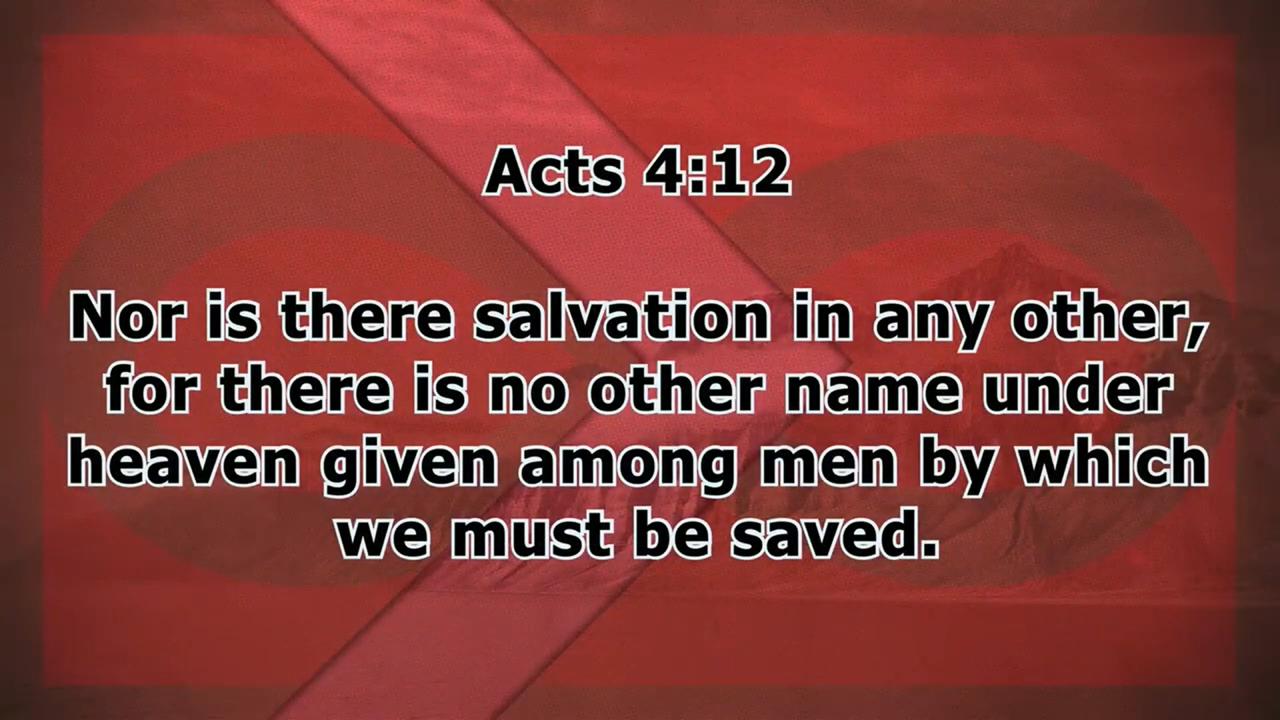 Acts 4:12
Nor is there salvation in any other,
for there is no other name under
heaven given among men by which
we must be saved.